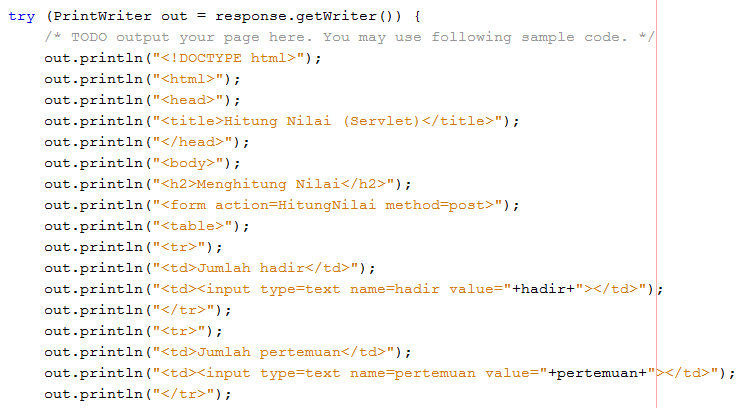 try (PrintWriter out = response.getWriter()) {
/* TODO output your page here. You may use following sample code. */
out.println("<!DOCTYPE html>");
out.println("<html>");
out.println("<head>");
out.println("<title>Hitung Nilai (Servlet)</title>");
out.println("</head>");
out.println("<body>");
out.println("<h2>Menghitung Nilai</h2>");
out.println("<form action=HitungNilai method=post>");
out.println("<table>");
out.println("<tr>");
out.println("<td>Jumlah hadir</td>");
out.println("<td><input type=text name=hadir value="+hadir+"></td>");
out.println("</tr>");
out.println("<tr>");
out.println("<td>Jumlah pertemuan</td>");
out.println("<td><input type=text name=pertemuan value="+pertemuan+"></td>");
out.println("</tr>");